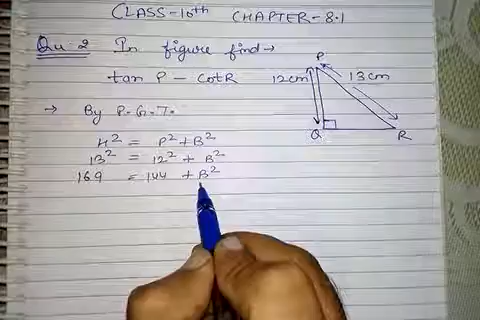 CLASS-10th CHAPTER-8.1
Qu.2 In figure find→
tan P - cot R
P
12cm 13cm
Q R
→ By P.G.T.
H² = P² + B²
13² = 12² + B²
169 = 144 + B²